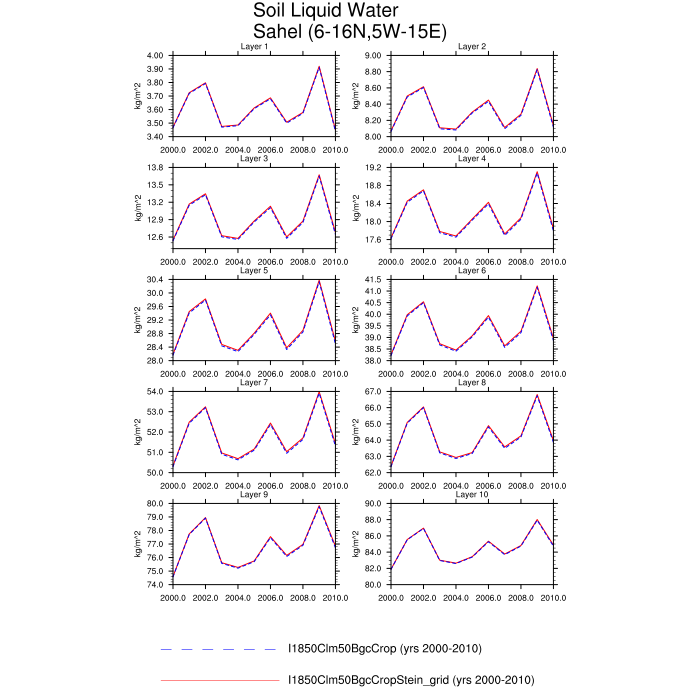 Soil Liquid Water
Sahel (6-16N,5W-15E)
Layer 1
4.00
3.90
3.80
3.70
3.60
3.50
3.40
kg/m^2
2000.0 2002.0 2004.0 2006.0 2008.0 2010.0
Layer 2
9.00
8.80
8.60
8.40
8.20
8.00
kg/m^2
2000.0 2002.0 2004.0 2006.0 2008.0 2010.0
Layer 3
13.8
13.5
13.2
12.9
12.6
kg/m^2
2000.0 2002.0 2004.0 2006.0 2008.0 2010.0
Layer 4
19.2
18.8
18.4
18.0
17.6
kg/m^2
2000.0 2002.0 2004.0 2006.0 2008.0 2010.0
Layer 5
30.4
30.0
29.6
29.2
28.8
28.4
28.0
kg/m^2
2000.0 2002.0 2004.0 2006.0 2008.0 2010.0
Layer 6
41.5
41.0
40.5
40.0
39.5
39.0
38.5
38.0
kg/m^2
2000.0 2002.0 2004.0 2006.0 2008.0 2010.0
Layer 7
54.0
53.0
52.0
51.0
50.0
kg/m^2
2000.0 2002.0 2004.0 2006.0 2008.0 2010.0
Layer 8
67.0
66.0
65.0
64.0
63.0
62.0
kg/m^2
2000.0 2002.0 2004.0 2006.0 2008.0 2010.0
Layer 9
80.0
79.0
78.0
77.0
76.0
75.0
74.0
kg/m^2
2000.0 2002.0 2004.0 2006.0 2008.0 2010.0
Layer 10
90.0
88.0
86.0
84.0
82.0
80.0
kg/m^2
2000.0 2002.0 2004.0 2006.0 2008.0 2010.0
I1850Clm50BgcCrop (yrs 2000-2010)
I1850Clm50BgcCropStein_grid (yrs 2000-2010)